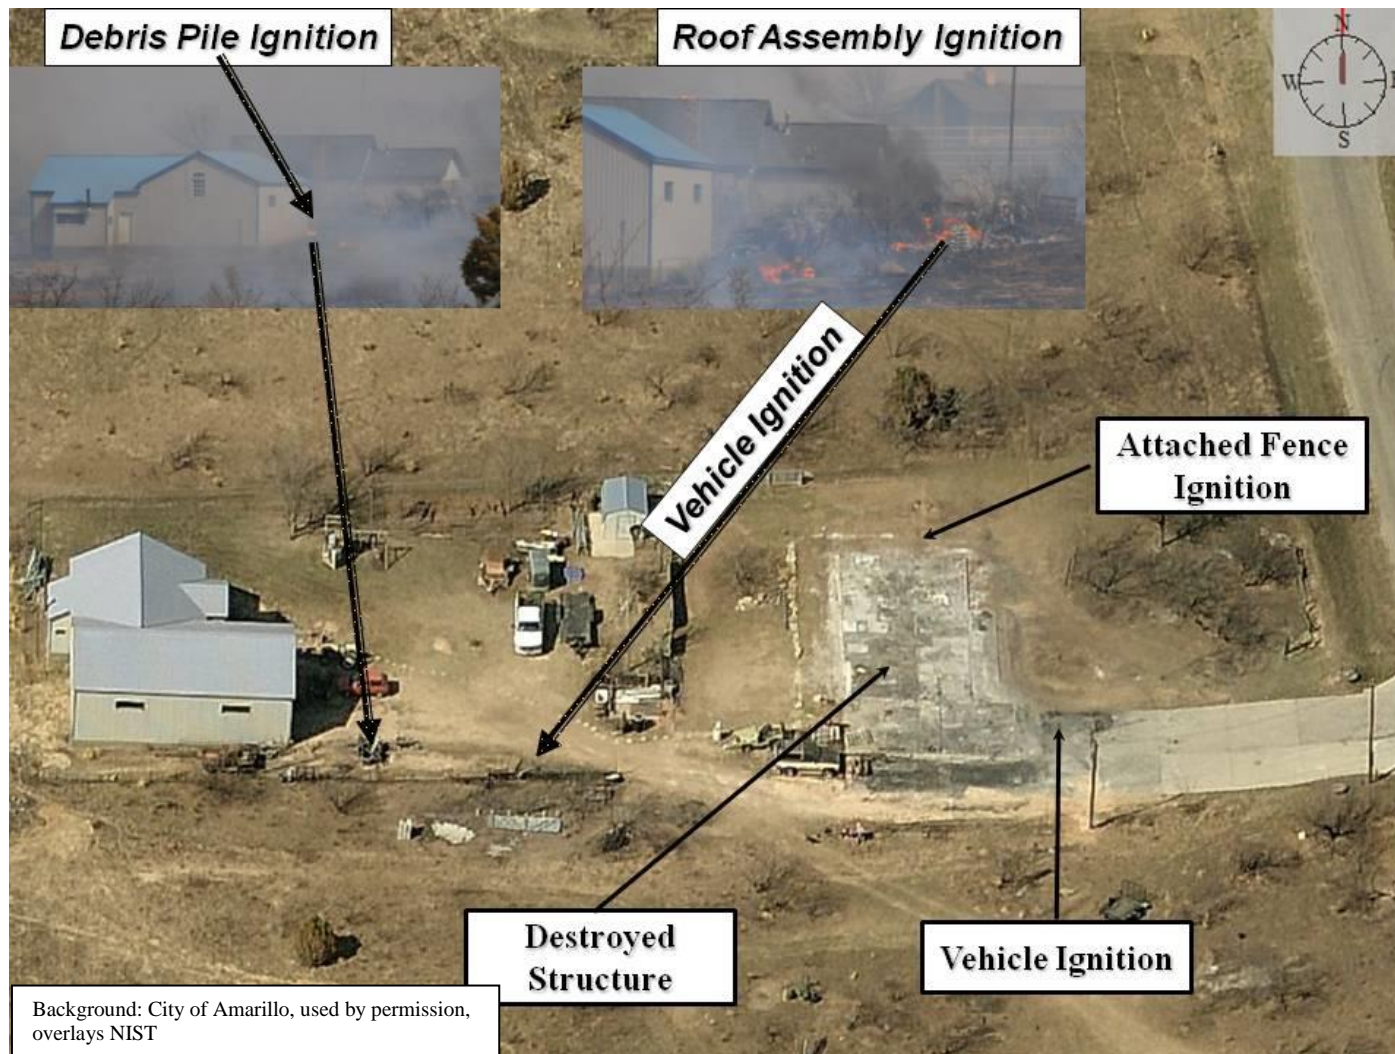 Debris Pile Ignition
Roof Assembly Ignition
N
W
S
Vehicle Ignition
Attached Fence
Ignition
Destroyed
Structure
Vehicle Ignition
Background: City of Amarillo, used by permission,
overlays NIST